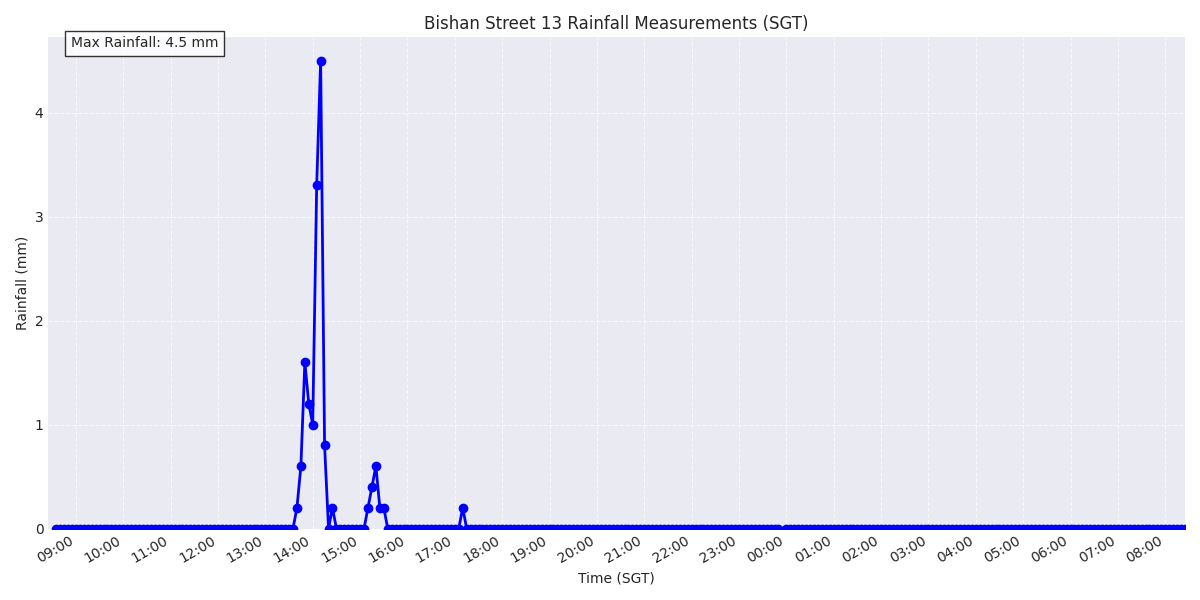 Bishan Street 13 Rainfall Measurements (SGT)
Max Rainfall: 4.5 mm
Rainfall (mm)
4
3
2
1
0
09:00 10:00 11:00 12:00 13:00 14:00 15:00 16:00 17:00 18:00 19:00 20:00 21:00 22:00 23:00 00:00 01:00 02:00 03:00 04:00 05:00 06:00 07:00 08:00
Time (SGT)